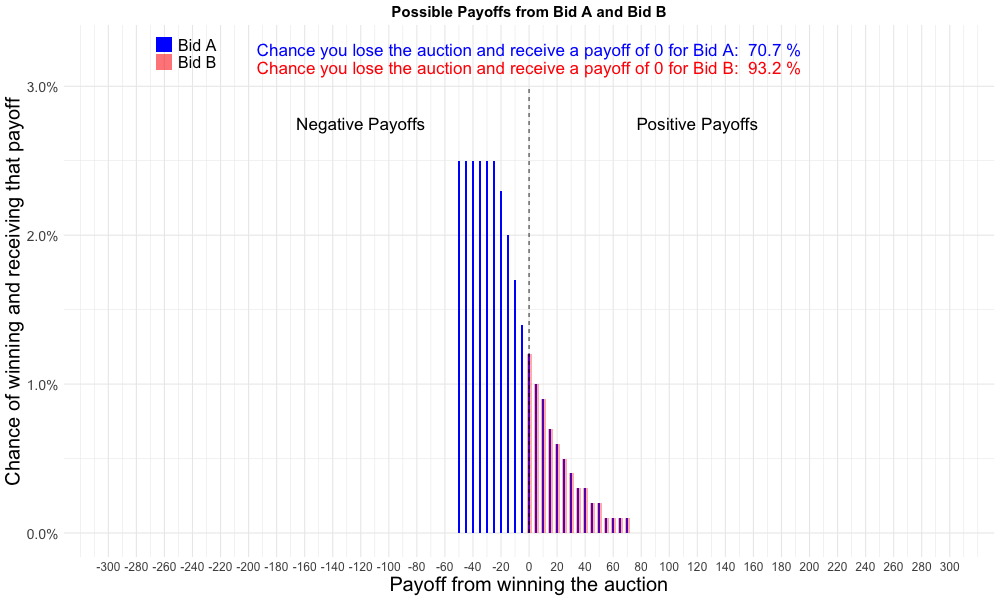 Possible Payoffs from Bid A and Bid B
Bid A
Bid B
Chance you lose the auction and receive a payoff of 0 for Bid A:  70.7 %
Chance you lose the auction and receive a payoff of 0 for Bid B:  93.2 %
Negative Payoffs
Positive Payoffs
Chance of winning and receiving that payoff
3.0%
2.0%
1.0%
0.0%
-300 -280 -260 -240 -220 -200 -180 -160 -140 -120 -100 -80 -60 -40 -20 0 20 40 60 80 100 120 140 160 180 200 220 240 260 280 300
Payoff from winning the auction